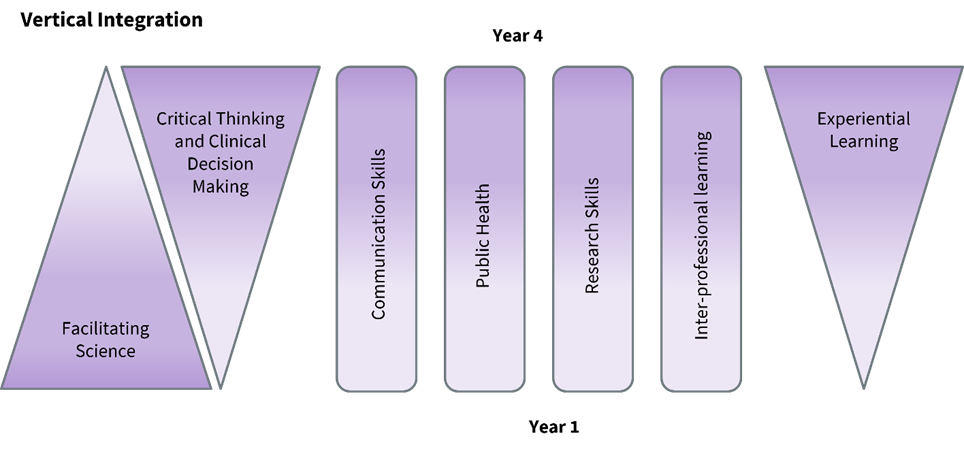 Vertical Integration
Year 4
Critical Thinking
and Clinical
Decision
Making
Facilitating
Science
Communication Skills
Public Health
Research Skills
Inter-professional learning
Experiential
Learning
Year 1